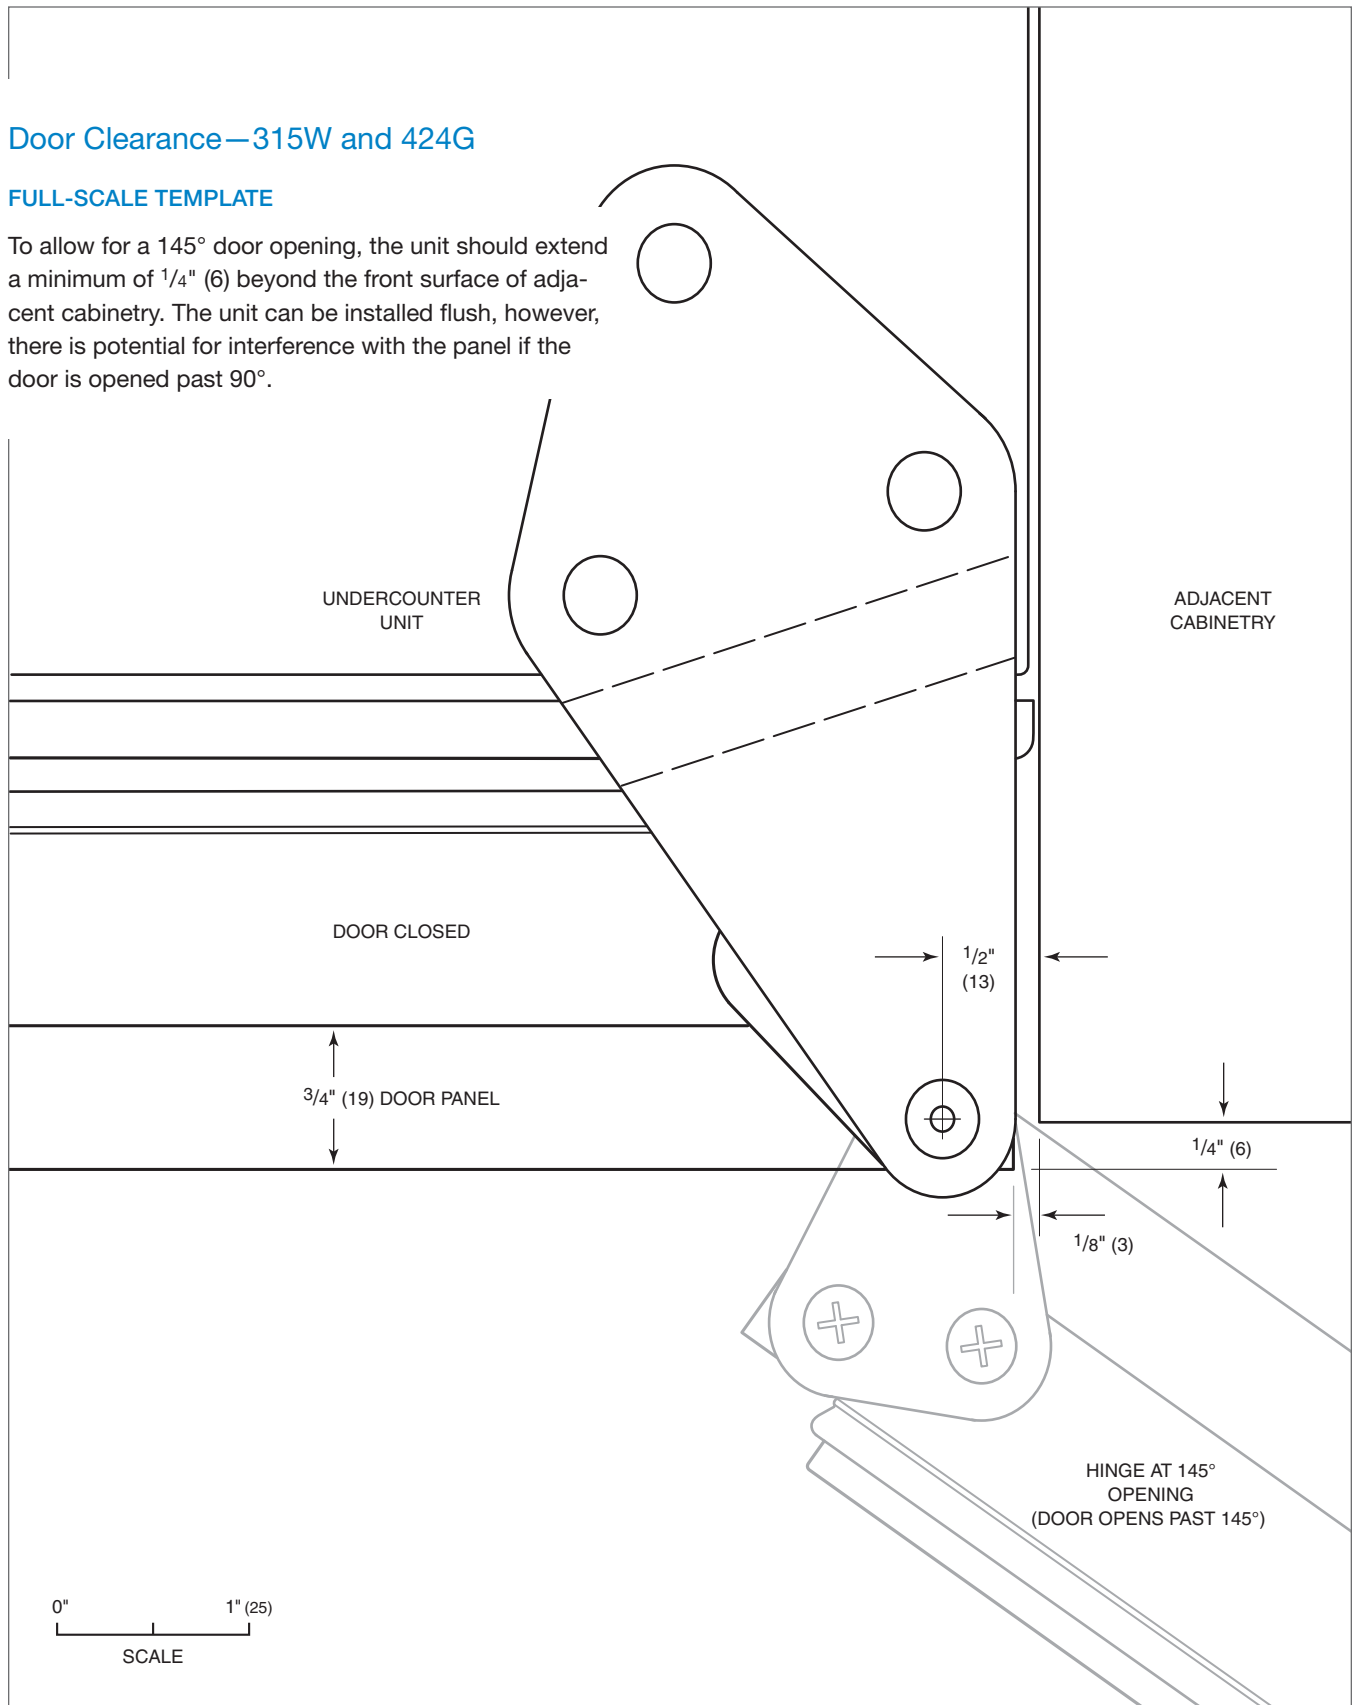 Door Clearance—315W and 424G
FULL-SCALE TEMPLATE
To allow for a 145° door opening, the unit should extend
a minimum of 1/4" (6) beyond the front surface of adja-
cent cabinetry. The unit can be installed flush, however,
there is potential for interference with the panel if the
door is opened past 90°.
UNDERCOUNTER
UNIT
ADJACENT
CABINETRY
DOOR CLOSED
1/2"
(13)
3/4" (19) DOOR PANEL
1/4" (6)
1/8" (3)
HINGE AT 145°
OPENING
(DOOR OPENS PAST 145°)
0" 1" (25)
SCALE